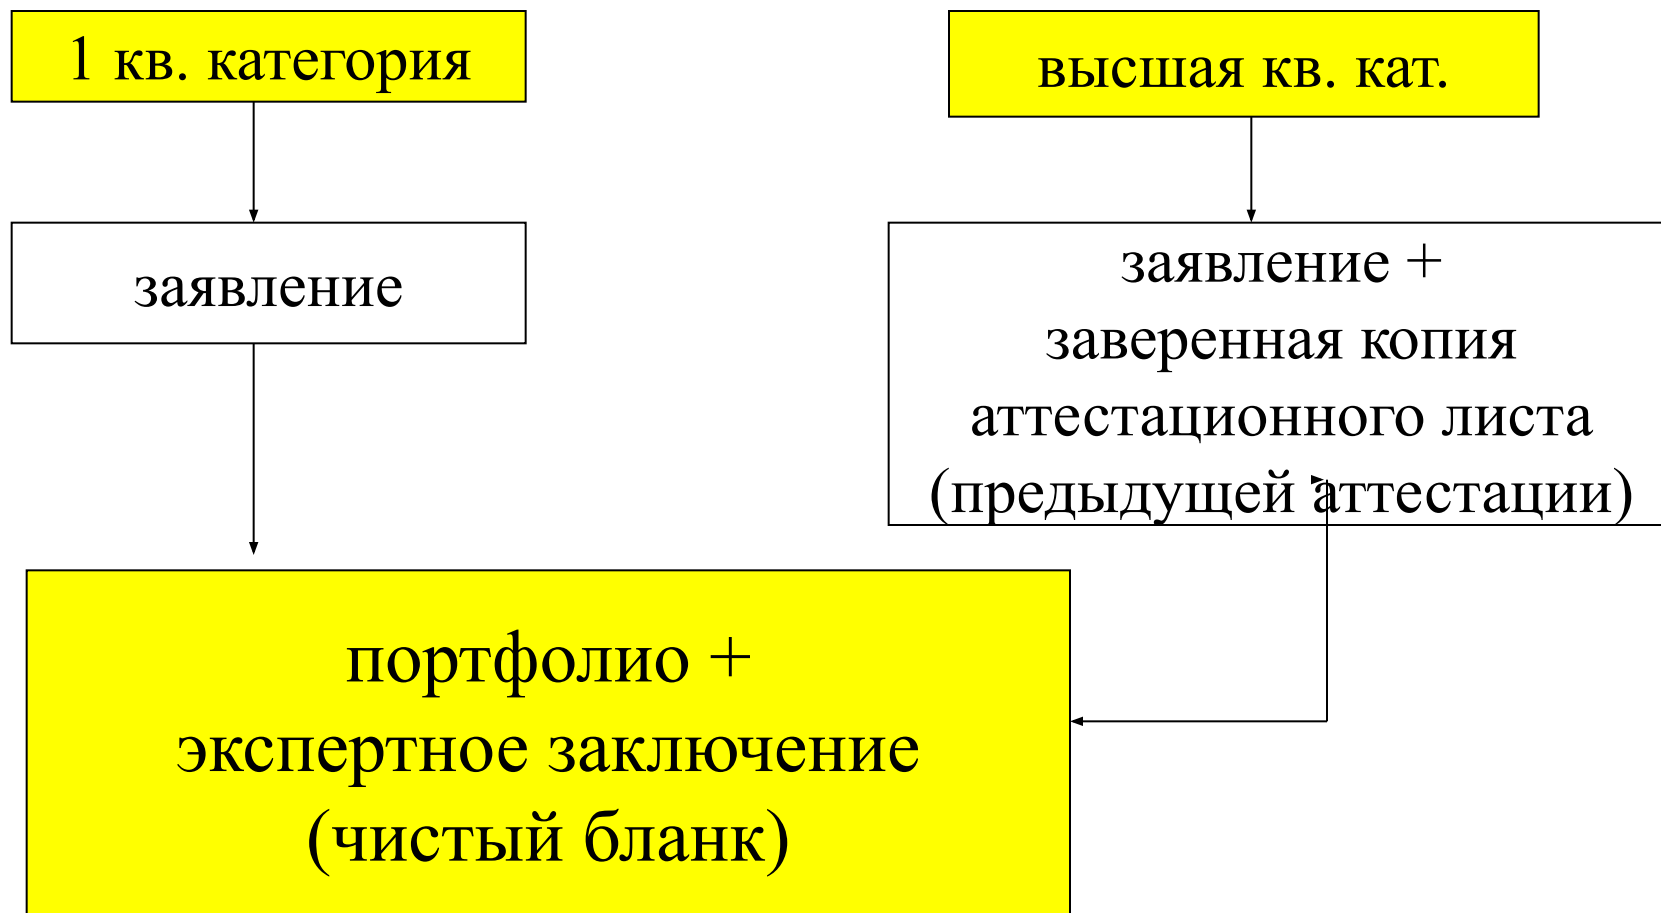 1 кв. категория
высшая кв. кат.
заявление
заявление +
заверенная копия
аттестационного листа
(предыдущей аттестации)
портфолио +
экспертное заключение
(чистый бланк)